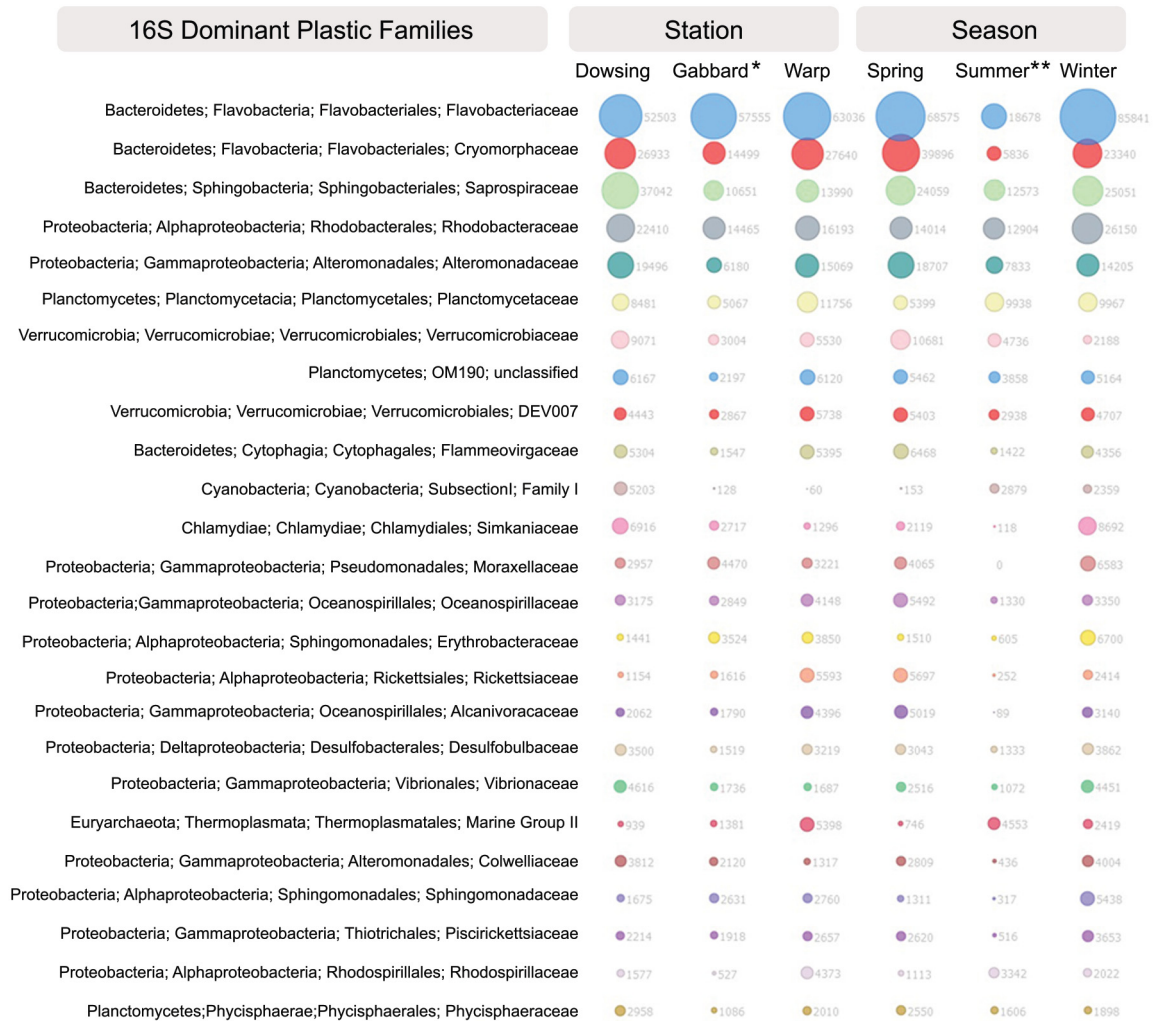 16S Dominant Plastic Families Station Season
Dowsing Gabbard* Warp Spring Summer** Winter
Bacteroidetes; Flavobacteria; Flavobacteriales; Flavobacteriaceae 52503 57555 63036 68575 18678 85841
Bacteroidetes; Flavobacteria; Flavobacteriales; Cryomorphaceae 26933 14499 27640 39896 5836 23340
Bacteroidetes; Sphingobacteria; Sphingobacteriales; Saprospiraceae 37042 10651 13990 24059 12573 25051
Proteobacteria; Alphaproteobacteria; Rhodobacterales; Rhodobacteraceae 22410 14465 16193 14014 12904 26150
Proteobacteria; Gammaproteobacteria; Alteromonadales; Alteromonadaceae 19496 6180 15069 18707 7833 14205
Planctomycetes; Planctomycetacia; Planctomycetales; Planctomycetaceae 8481 5067 11756 5399 9938 9967
Verrucomicrobia; Verrucomicrobiae; Verrucomicrobiales; Verrucomicrobiaceae 9071 3004 5530 10681 4736 2188
Planctomycetes; OM190; unclassified 6167 2197 6120 5462 3858 5164
Verrucomicrobia; Verrucomicrobiae; Verrucomicrobiales; DEV007 4443 2867 5738 5403 2938 4707
Bacteroidetes; Cytophagia; Cytophagales; Flammeovirgaceae 5304 1547 5395 6468 1422 4356
Cyanobacteria; Cyanobacteria; SubsectionI; Family I 5203 128 60 153 2879 2359
Chlamydiae; Chlamydiae; Chlamydiales; Simkaniaceae 6916 2717 1296 2119 118 8692
Proteobacteria; Gammaproteobacteria; Pseudomonadales; Moraxellaceae 2957 4470 3221 4065 0 6583
Proteobacteria;Gammaproteobacteria; Oceanospirillales; Oceanospirillaceae 3175 2849 4148 5492 1330 3350
Proteobacteria; Alphaproteobacteria; Sphingomonadales; Erythrobacteraceae 1441 3524 3850 1510 605 6700
Proteobacteria; Alphaproteobacteria; Rickettsiales; Rickettsiaceae 1154 1616 5593 5697 252 2414
Proteobacteria; Gammaproteobacteria; Oceanospirillales; Alcanivoracaceae 2062 1790 4396 5019 89 3140
Proteobacteria; Deltaproteobacteria; Desulfobacterales; Desulfobulbaceae 3500 1519 3219 3043 1333 3862
Proteobacteria; Gammaproteobacteria; Vibrionales; Vibrionaceae 4616 1736 1687 2516 1072 4451
Euryarchaeota; Thermoplasmata; Thermoplasmatales; Marine Group II 939 1381 5398 746 4553 2419
Proteobacteria; Gammaproteobacteria; Alteromonadales; Colwelliaceae 3812 2120 1317 2809 436 4004
Proteobacteria; Alphaproteobacteria; Sphingomonadales; Sphingomonadaceae 1675 2631 2760 1311 317 5438
Proteobacteria; Gammaproteobacteria; Thiotrichales; Piscirickettsiaceae 2214 1918 2657 2620 516 3653
Proteobacteria; Alphaproteobacteria; Rhodospirillales; Rhodospirillaceae 1577 527 4373 1113 3342 2022
Planctomycetes;Phycisphaerae;Phycisphaerales; Phycisphaeraceae 2958 1086 2010 2550 1606 1898